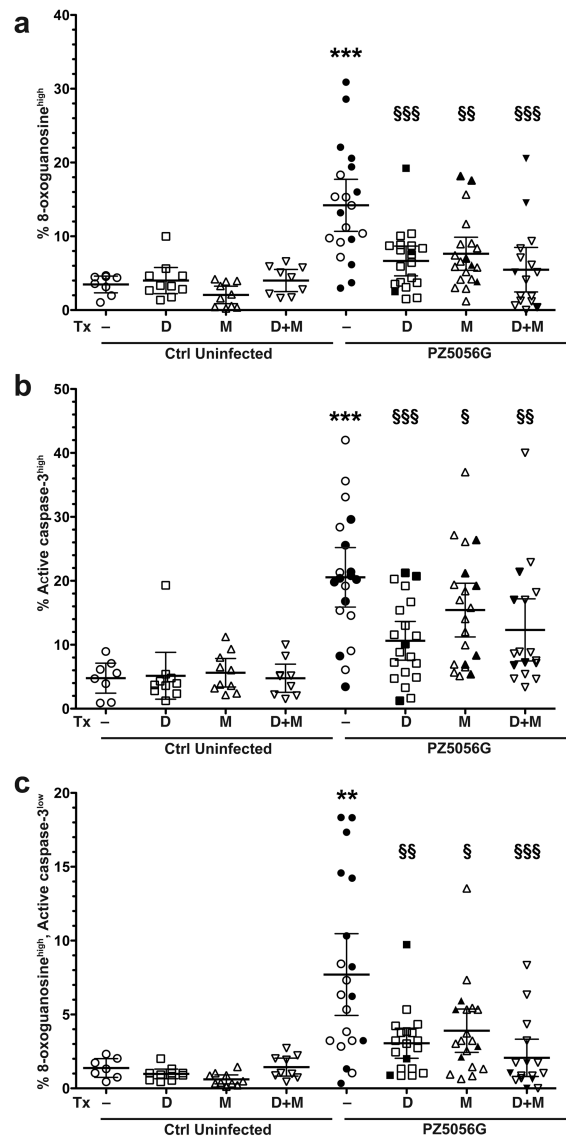 a
% 8-oxoguanosine^high
40
30
20
10
0
***
§§§
§§
§§§
Tx – D M D+M – D M D+M
Ctrl Uninfected PZ5056G
b
% Active caspase-3^high
50
40
30
20
10
0
***
§§§
§
§§
Tx – D M D+M – D M D+M
Ctrl Uninfected PZ5056G
c
% 8-oxoguanosine^high, Active caspase-3^low
20
15
10
5
0
**
§§
§
§§§
Tx – D M D+M – D M D+M
Ctrl Uninfected PZ5056G